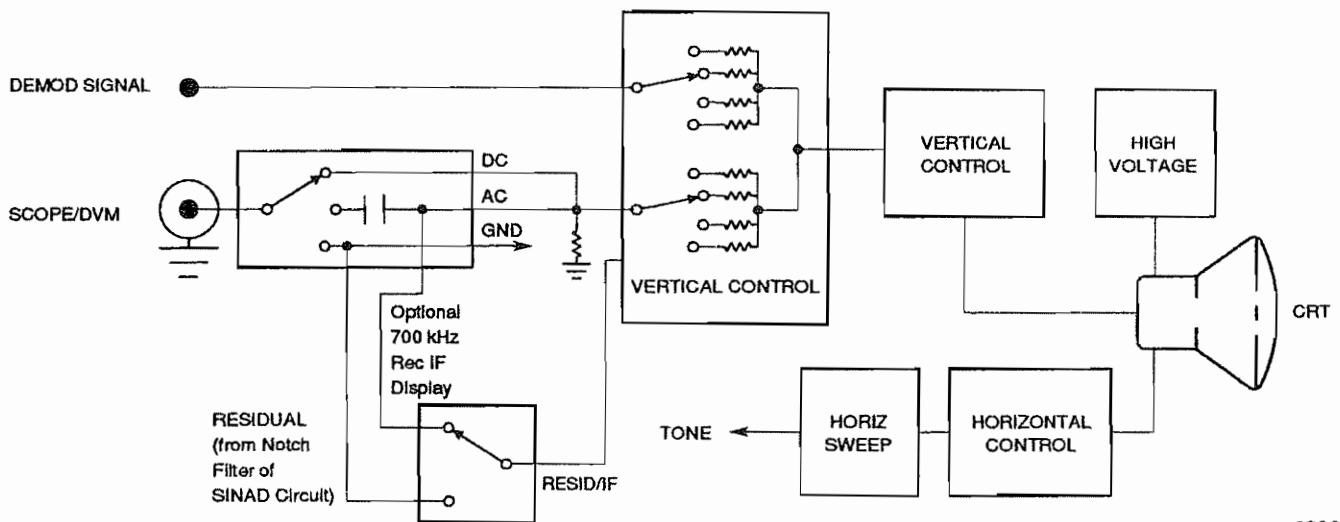 DEMOD SIGNAL
SCOPE/DVM
DC
AC
GND
VERTICAL CONTROL
VERTICAL
CONTROL
HIGH
VOLTAGE
CRT
Optional
700 kHz
Rec IF
Display
RESIDUAL
(from Notch
Filter of
SINAD Circuit)
RESID/IF
TONE
HORIZ
SWEEP
HORIZONTAL
CONTROL